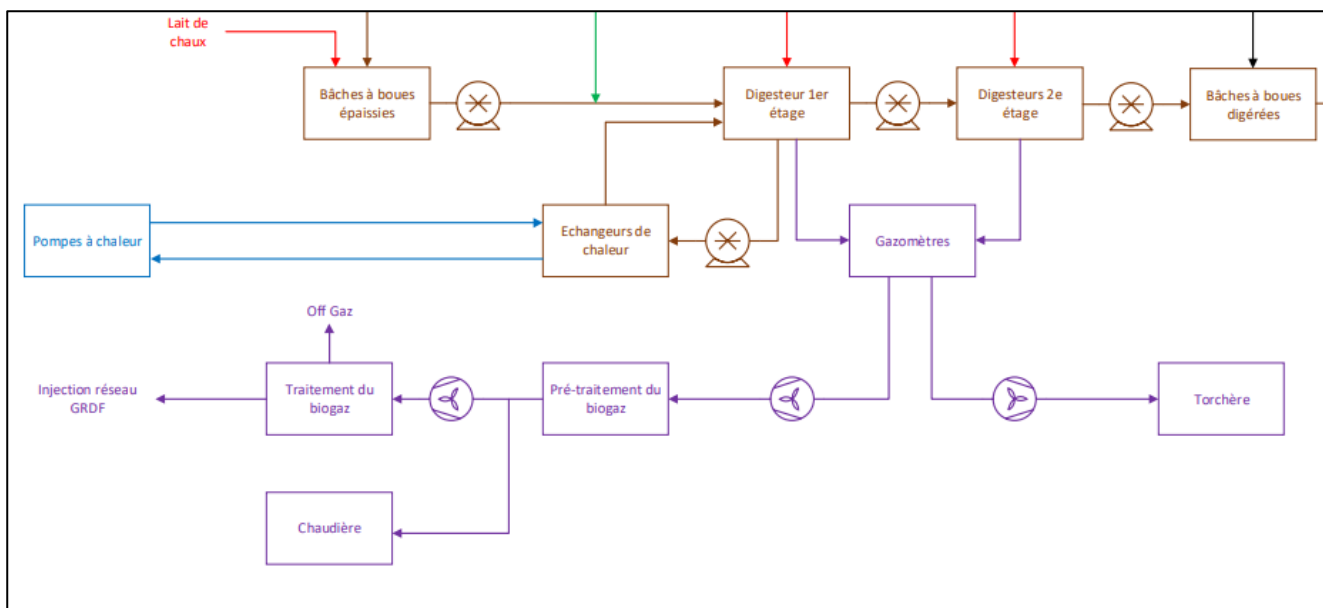 Lait de
chaux
Bâches à boues
épaissies
Digesteur 1er
étage
Digesteurs 2e
étage
Bâches à boues
digérées
Pompes à chaleur
Echangeurs de
chaleur
Gazomètres
Off Gaz
Injection réseau
GRDF
Traitement du
biogaz
Pré-traitement du
biogaz
Torchère
Chaudière